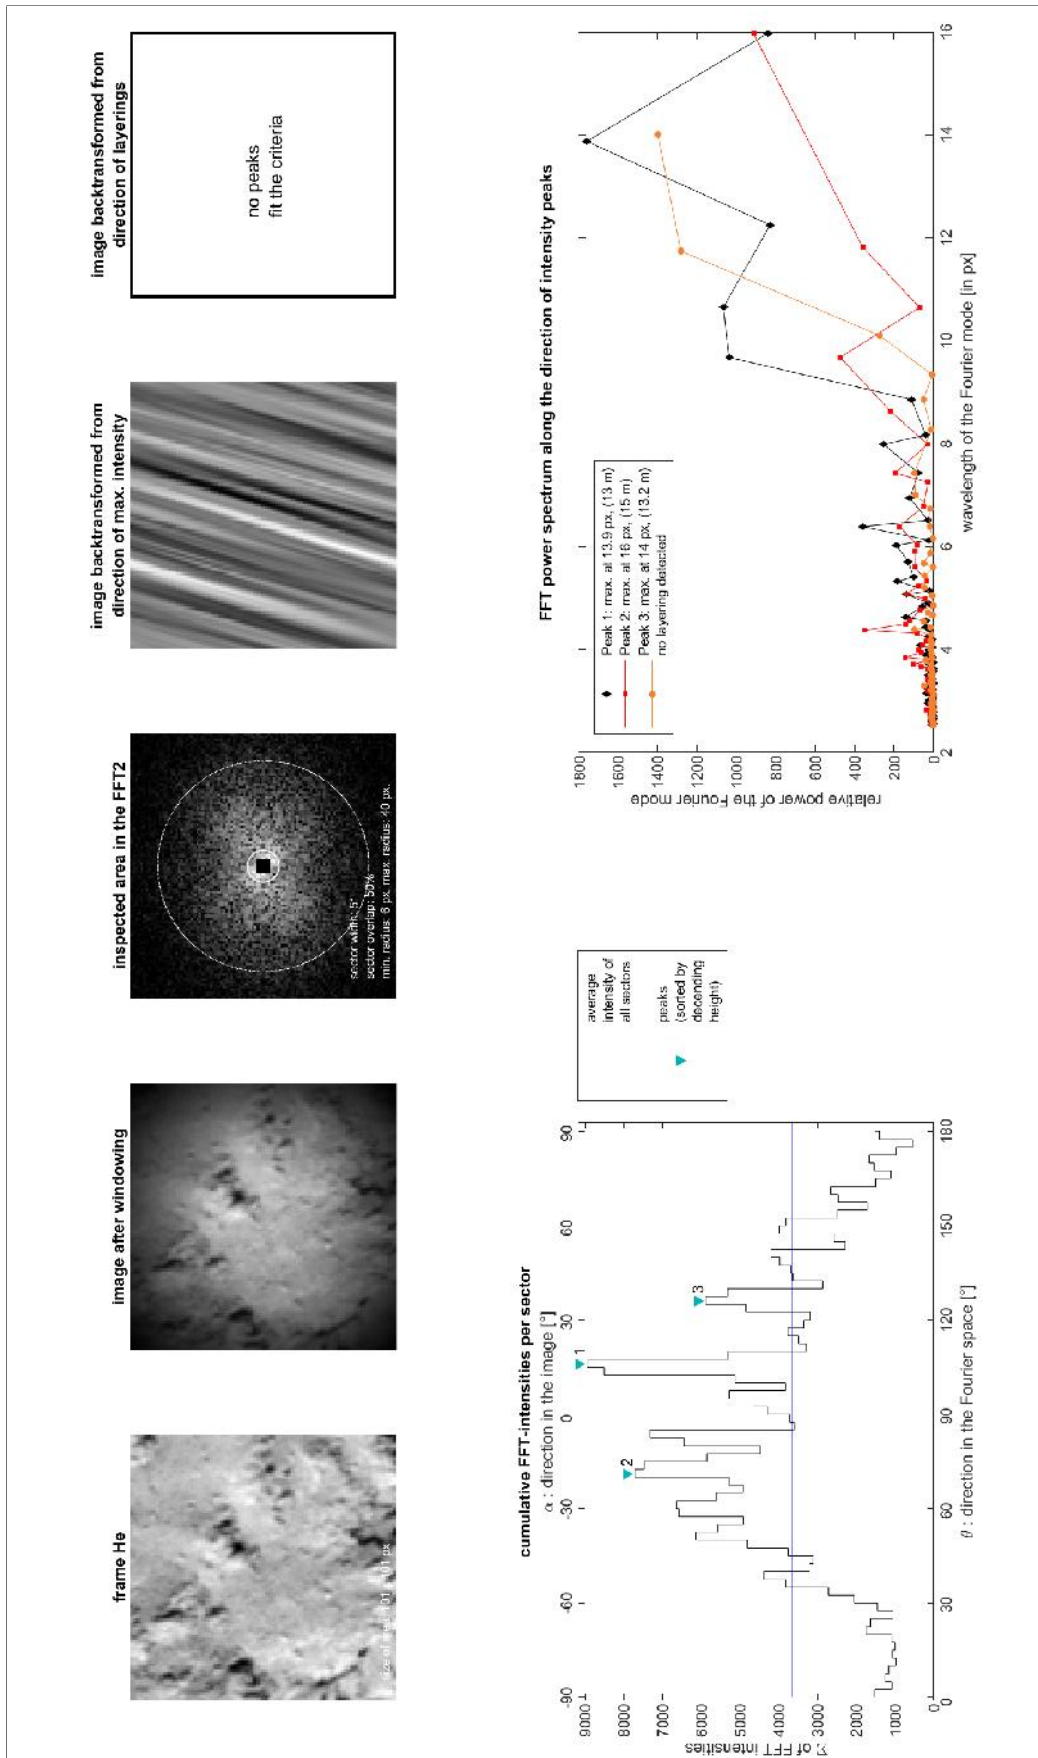 frame He
size of area: 101 x 101 px
image after windowing
inspected area in the FFT2
sector width: 5°
sector overlap: 50%
min. radius: 6 px, max. radius: 40 px.
image backtransformed from
direction of max. intensity
image backtransformed from
direction of layerings
no peaks
fit the criteria
cumulative FFT-intensities per sector
α : direction in the image [°]
-90 -60 -30 0 30 60 90
9000
8000
7000
6000
5000
4000
3000
2000
1000
0
Σ of FFT intensities
2
1
3
0 30 60 90 120 150 180
θ : direction in the Fourier space [°]
average
intensity of
all sectors
peaks
(sorted by
decending
height)
FFT power spectrum along the direction of intensity peaks
1800
1600
1400
1200
1000
800
600
400
200
0
relative power of the Fourier mode
Peak 1: max. at 13.9 px, (13 m)
Peak 2: max. at 16 px, (15 m)
Peak 3: max. at 14 px, (13.2 m)
no layering detected
2 4 6 8 10 12 14 16
wavelength of the Fourier mode [in px]